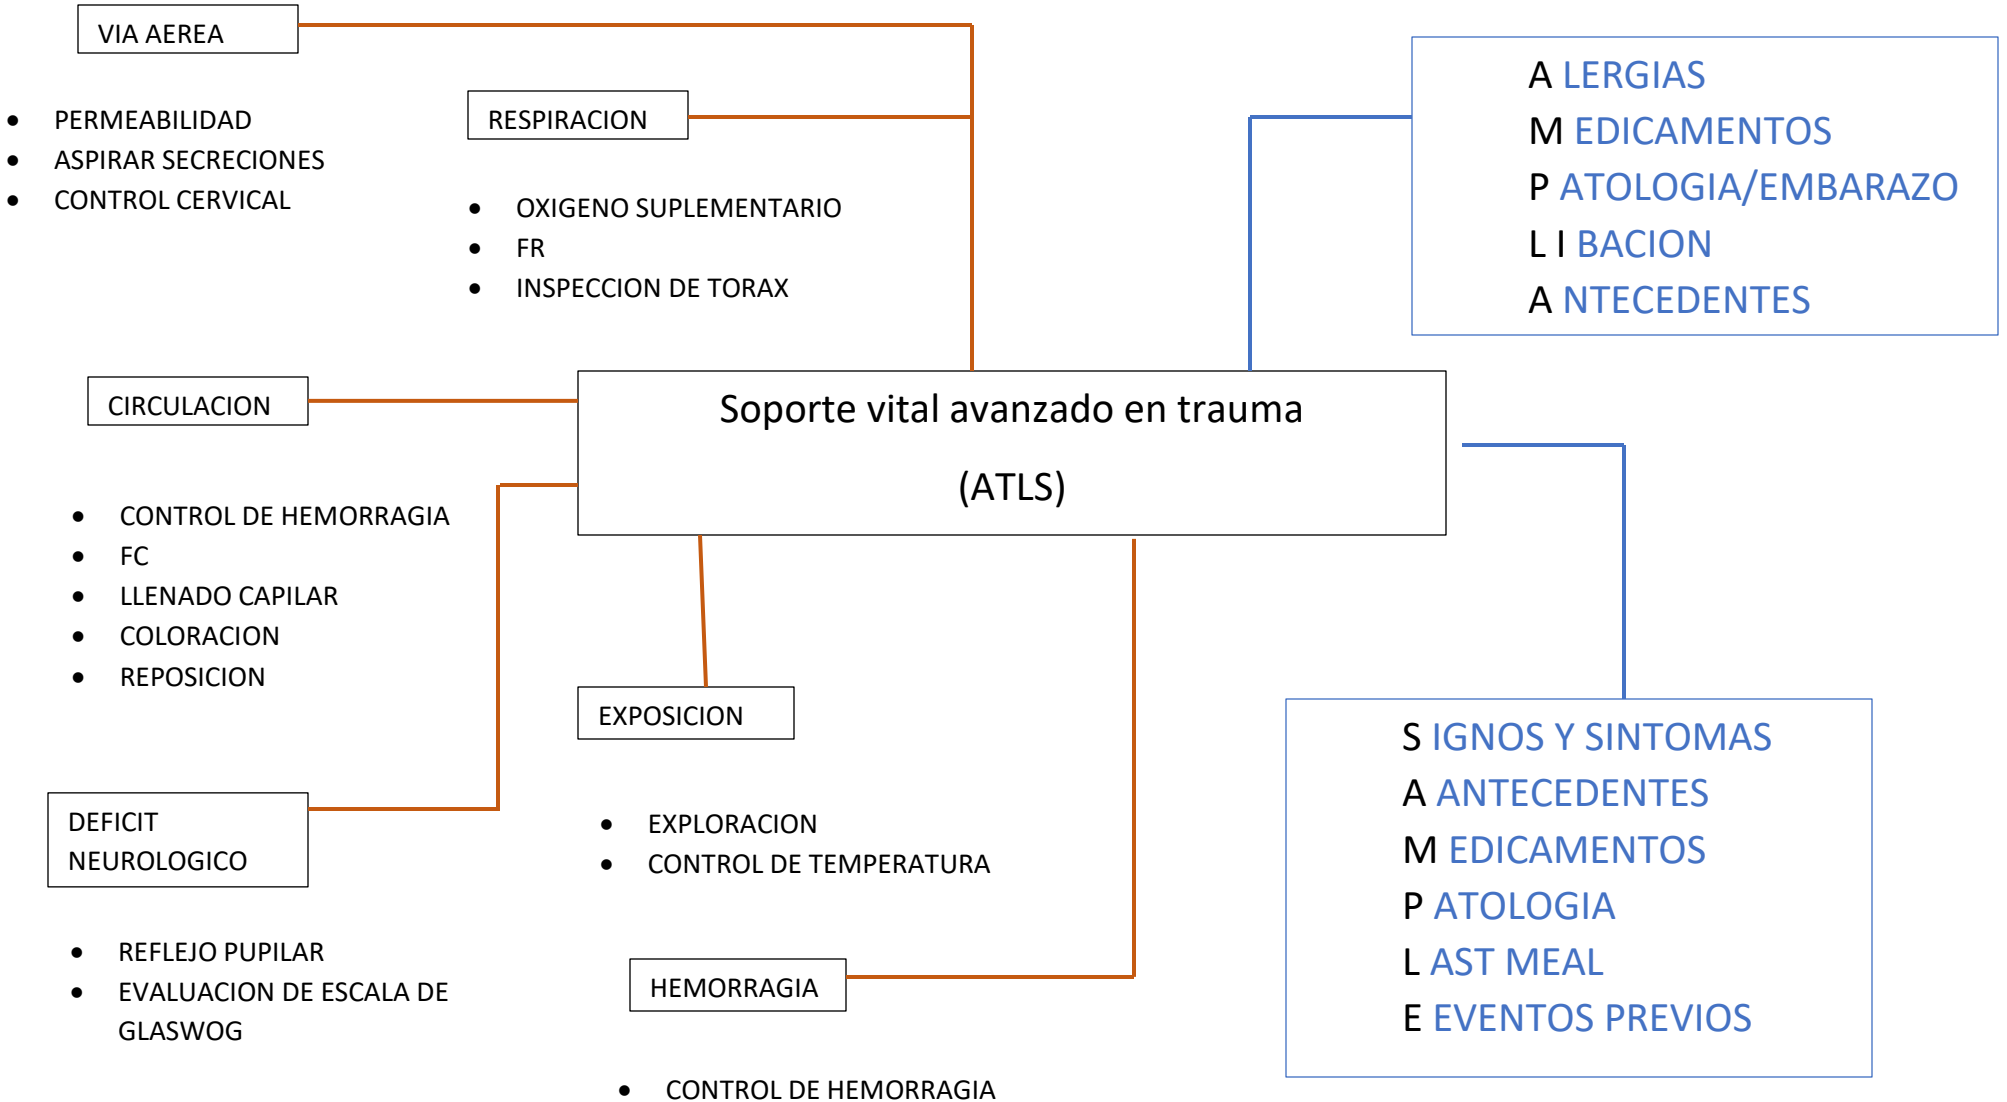 VIA AEREA
PERMEABILIDAD
ASPIRAR SECRECIONES
CONTROL CERVICAL
RESPIRACION
OXIGENO SUPLEMENTARIO
FR
INSPECCION DE TORAX
A LERGIAS
M EDICAMENTOS
P ATOLOGIA/EMBARAZO
L I BACION
A NTECEDENTES
CIRCULACION
CONTROL DE HEMORRAGIA
FC
LLENADO CAPILAR
COLORACION
REPOSICION
Soporte vital avanzado en trauma
(ATLS)
DEFICIT
NEUROLOGICO
REFLEJO PUPILAR
EVALUACION DE ESCALA DE
GLASWOG
EXPOSICION
EXPLORACION
CONTROL DE TEMPERATURA
HEMORRAGIA
CONTROL DE HEMORRAGIA
S IGNOS Y SINTOMAS
A ANTECEDENTES
M EDICAMENTOS
P ATOLOGIA
L AST MEAL
E EVENTOS PREVIOS